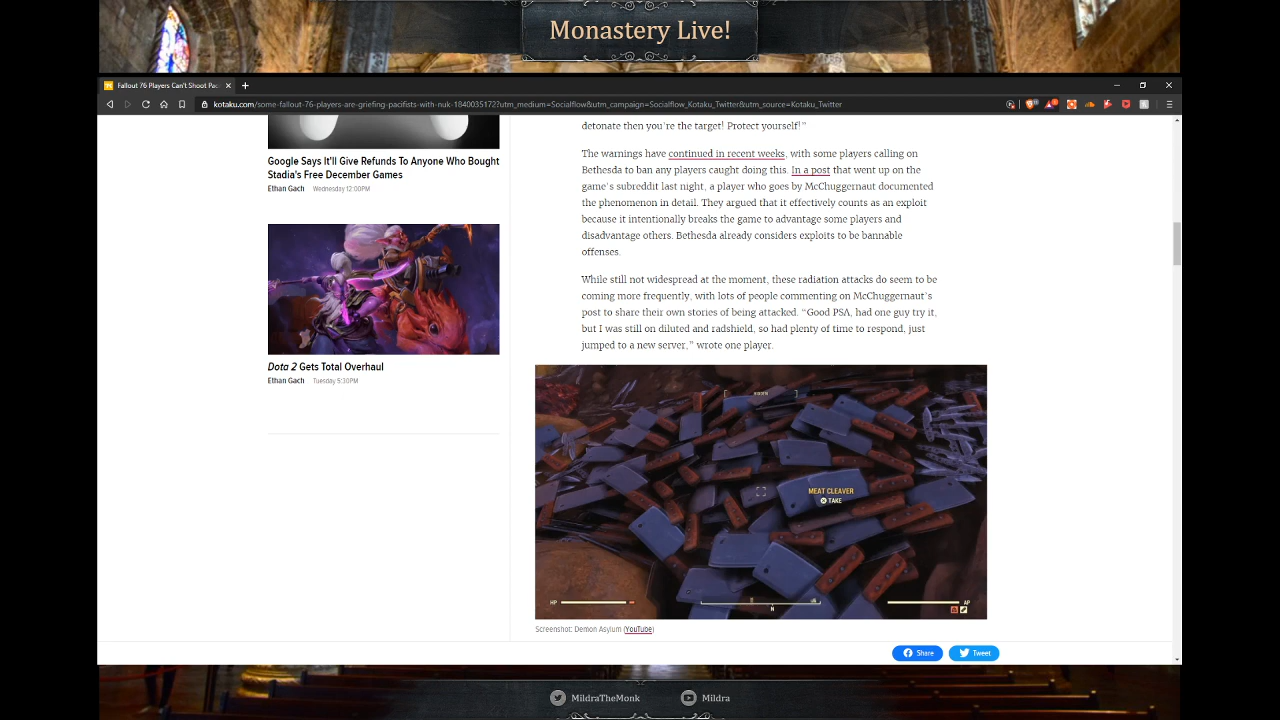 Monastery Live!
Fallout 76 Players Can't Shoot Pac
kotaku.com/some-fallout-76-players-are-griefing-pacifists-with-nuk-1840035172?utm_medium=Socialflow&utm_campaign=Socialflow_Kotaku_Twitter&utm_source=Kotaku_Twitter
Google Says It'll Give Refunds To Anyone Who Bought
Stadia's Free December Games
Ethan Gach Wednesday 12:00PM
Dota 2 Gets Total Overhaul
Ethan Gach Tuesday 5:30PM
detonate then you're the target! Protect yourself!"
The warnings have continued in recent weeks, with some players calling on
Bethesda to ban any players caught doing this. In a post that went up on the
game's subreddit last night, a player who goes by McChuggernaut documented
the phenomenon in detail. They argued that it effectively counts as an exploit
because it intentionally breaks the game to advantage some players and
disadvantage others. Bethesda already considers exploits to be bannable
offenses.
While still not widespread at the moment, these radiation attacks do seem to be
coming more frequently, with lots of people commenting on McChuggernaut's
post to share their own stories of being attacked. "Good PSA, had one guy try it,
but I was still on diluted and radshield, so had plenty of time to respond, just
jumped to a new server," wrote one player.
MEAT CLEAVER
TAKE
HP
N
AP
Screenshot: Demon Asylum (YouTube)
Share
Tweet
MildraTheMonk
Mildra